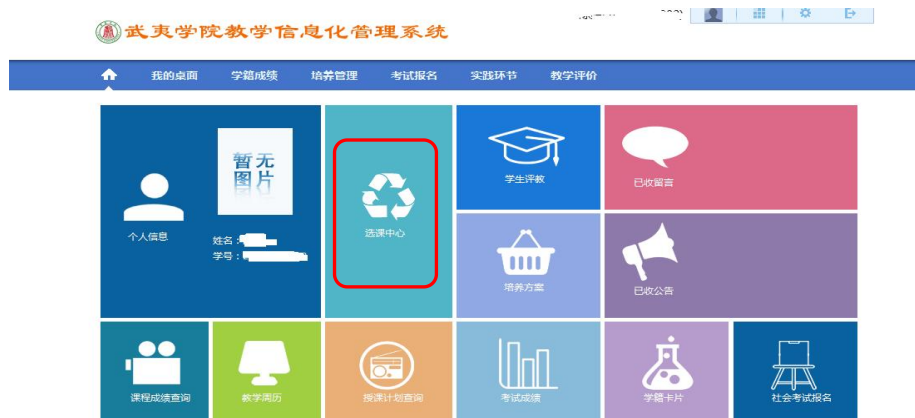 武夷学院教学信息化管理系统
我的桌面 学籍成绩 培养管理 考试报名 实践环节 教学评价
暂无
图片
个人信息
姓名：
学号：
选课中心
学生评教
已收留言
培养方案
已收公告
课程成绩查询
教学周历
授课计划查询
考试成绩
学籍卡片
社会考试报名